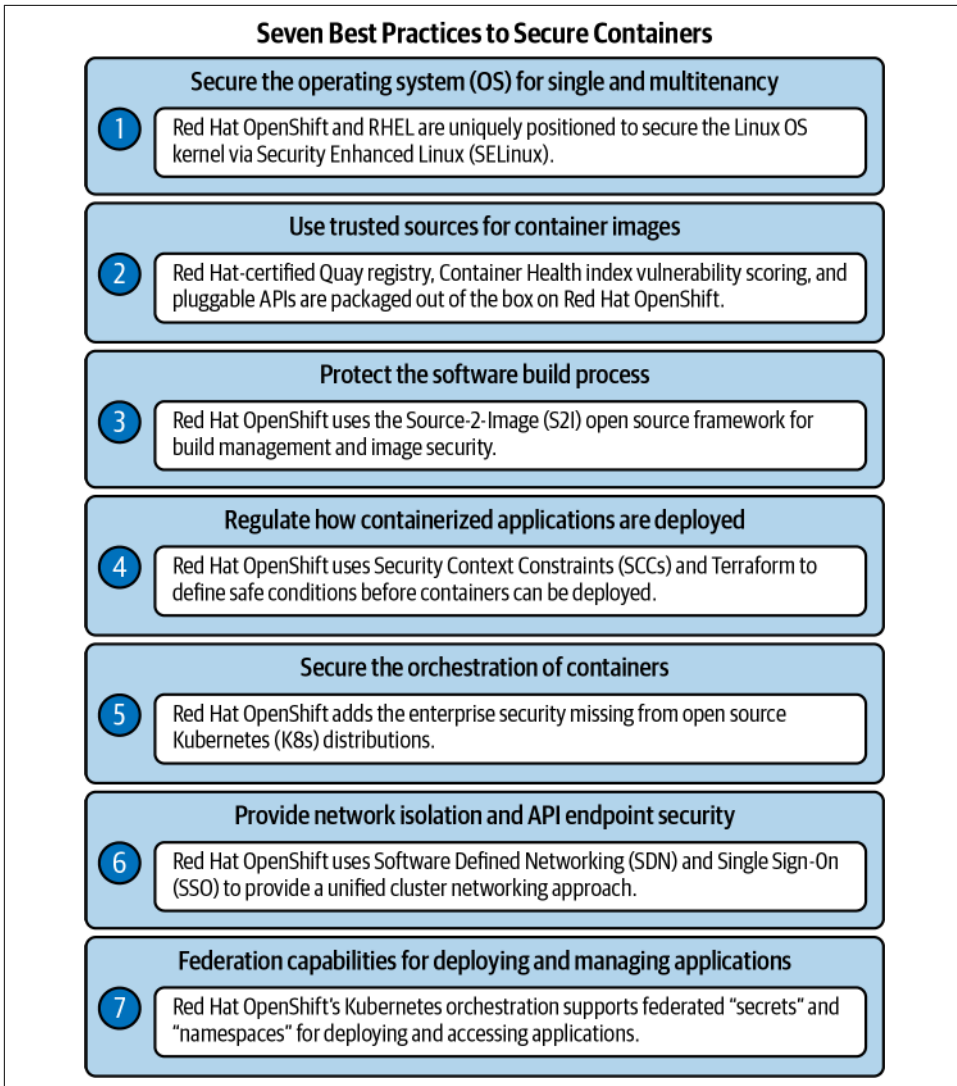 Seven Best Practices to Secure Containers
Secure the operating system (OS) for single and multitenancy
1
Red Hat OpenShift and RHEL are uniquely positioned to secure the Linux OS
kernel via Security Enhanced Linux (SELinux).
Use trusted sources for container images
2
Red Hat-certified Quay registry, Container Health index vulnerability scoring, and
pluggable APIs are packaged out of the box on Red Hat OpenShift.
Protect the software build process
3
Red Hat OpenShift uses the Source-2-Image (S2I) open source framework for
build management and image security.
Regulate how containerized applications are deployed
4
Red Hat OpenShift uses Security Context Constraints (SCCs) and Terraform to
define safe conditions before containers can be deployed.
Secure the orchestration of containers
5
Red Hat OpenShift adds the enterprise security missing from open source
Kubernetes (K8s) distributions.
Provide network isolation and API endpoint security
6
Red Hat OpenShift uses Software Defined Networking (SDN) and Single Sign-On
(SSO) to provide a unified cluster networking approach.
Federation capabilities for deploying and managing applications
7
Red Hat OpenShift's Kubernetes orchestration supports federated “secrets” and
“namespaces” for deploying and accessing applications.